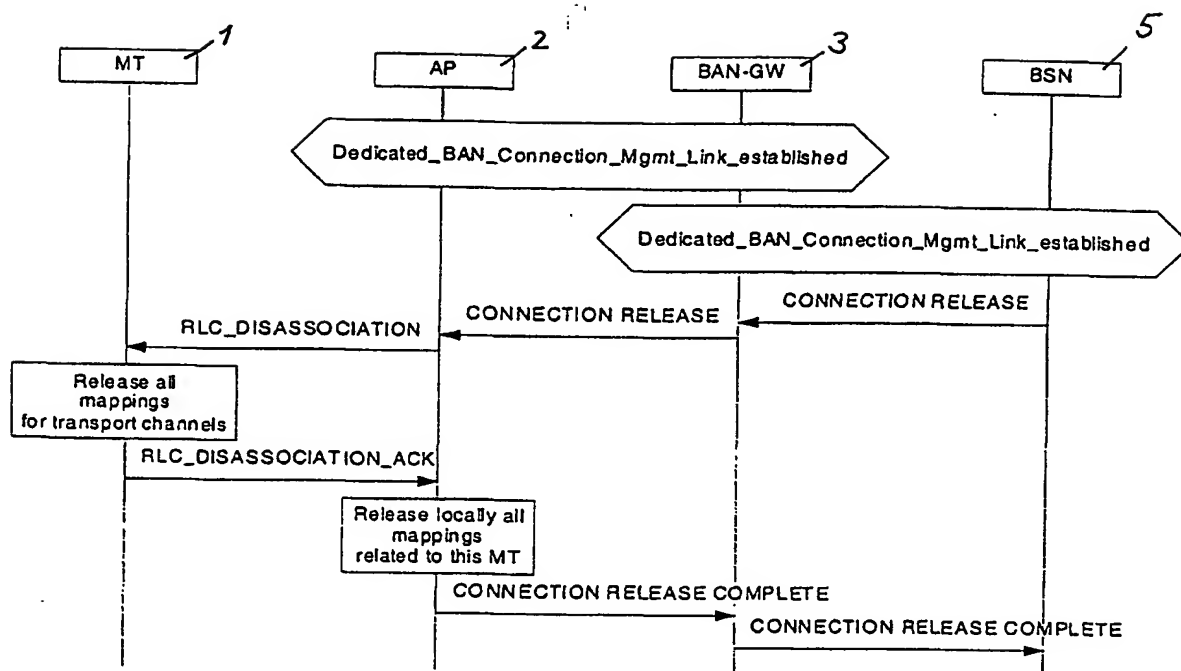 1
2
3
5
MT
AP
BAN-GW
BSN
Dedicated_BAN_Connection_Mgmt_Link_established
Dedicated_BAN_Connection_Mgmt_Link_established
CONNECTION RELEASE
CONNECTION RELEASE
RLC_DISASSOCIATION
Release all
mappings
for transport channels
RLC_DISASSOCIATION_ACK
Release locally all
mappings
related to this MT
CONNECTION RELEASE COMPLETE
CONNECTION RELEASE COMPLETE